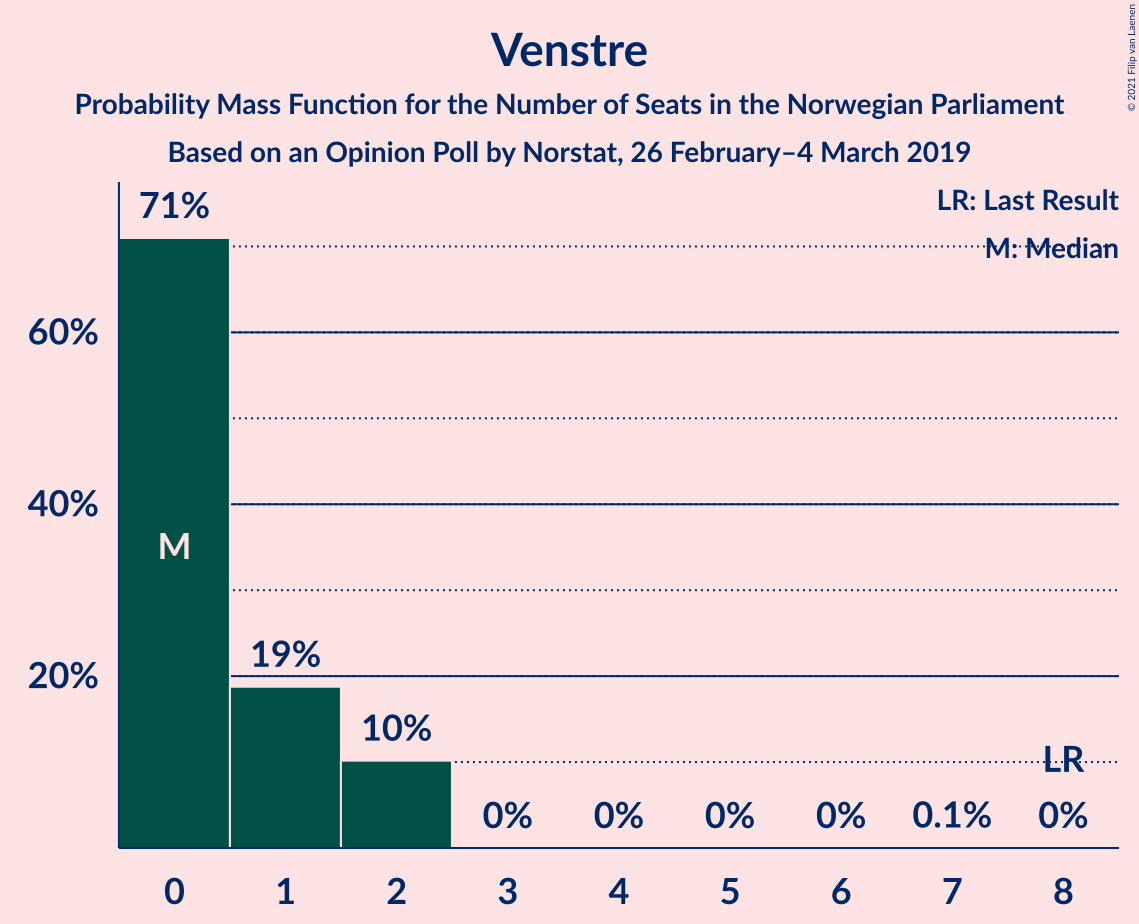 Venstre
Probability Mass Function for the Number of Seats in the Norwegian Parliament
Based on an Opinion Poll by Norstat, 26 February–4 March 2019
© 2021 Filip van Laenen
LR: Last Result
M: Median
71%
60%
40%
M
19%
20%
10%
LR
0%
0%
0%
0%
0.1%
0%
0
1
2
3
4
5
6
7
8